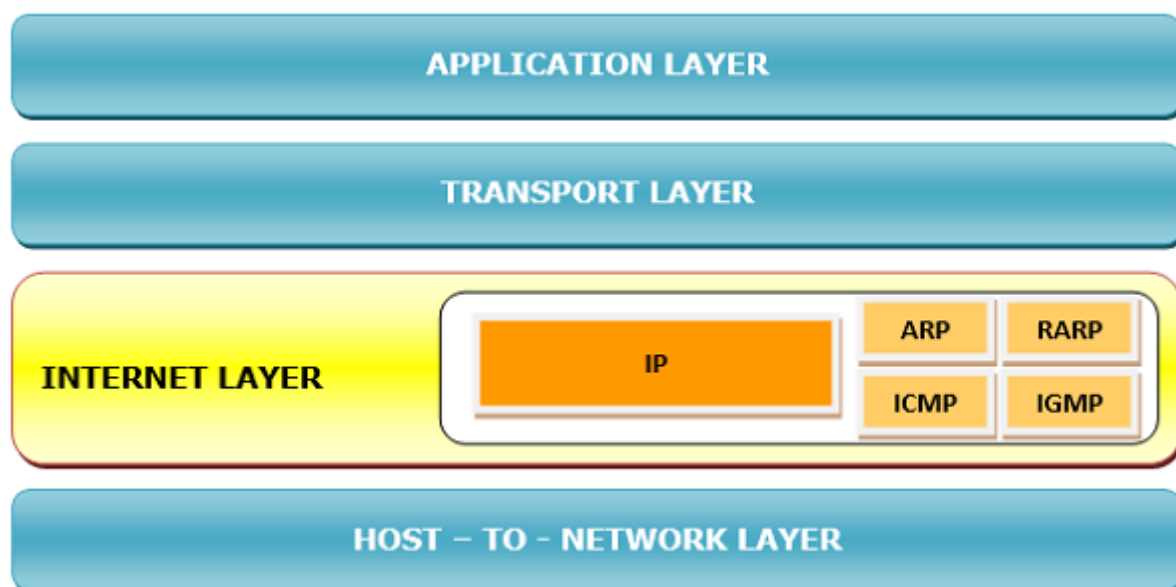 APPLICATION LAYER
TRANSPORT LAYER
INTERNET LAYER
IP
ARP
RARP
ICMP
IGMP
HOST – TO - NETWORK LAYER